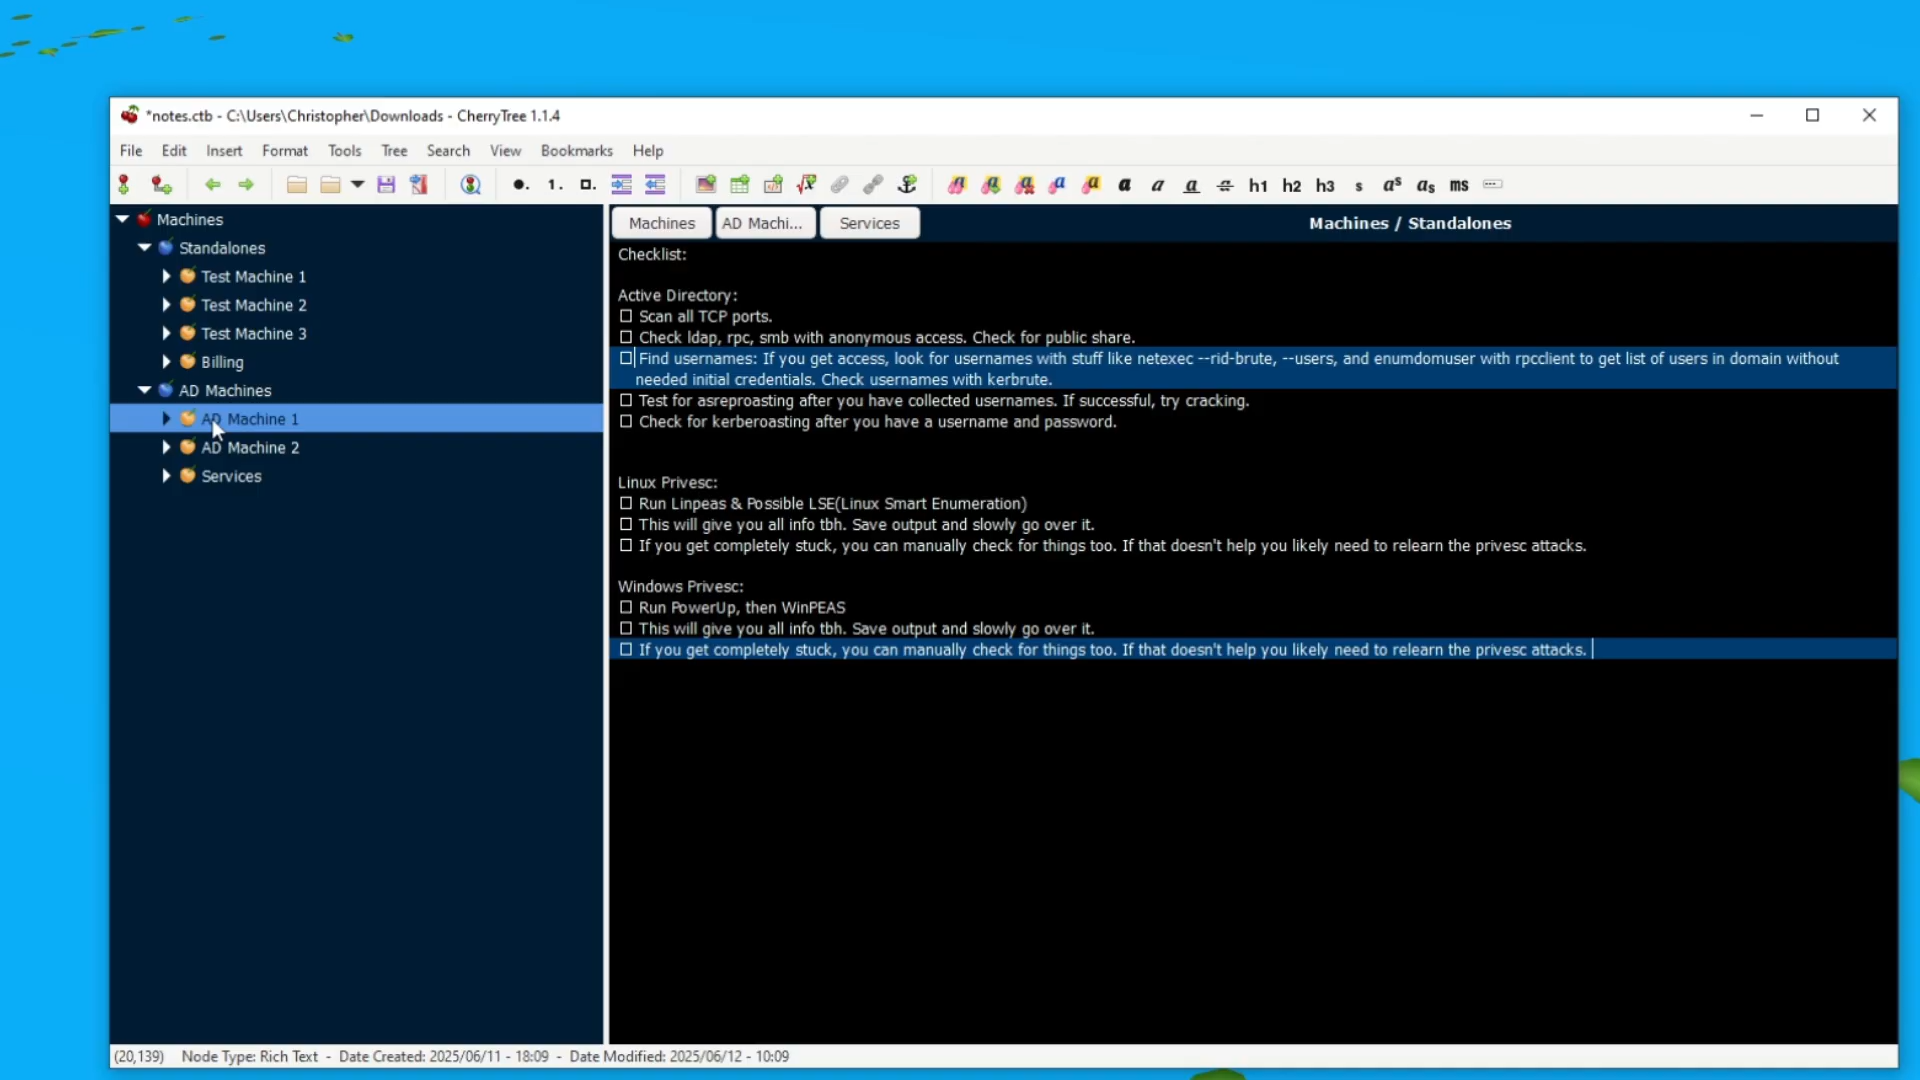 *notes.ctb - C:\Users\Christopher\Downloads - CherryTree 1.1.4
File Edit Insert Format Tools Tree Search View Bookmarks Help
●. 1. □. a a a a h1 h2 h3 s aˢ aₛ ms
Machines
Standalones
Test Machine 1
Test Machine 2
Test Machine 3
Billing
AD Machines
AD Machine 1
AD Machine 2
Services
Machines AD Machi... Services Machines / Standalones
Checklist:
Active Directory:
☐ Scan all TCP ports.
☐ Check ldap, rpc, smb with anonymous access. Check for public share.
☐ Find usernames: If you get access, look for usernames with stuff like netexec --rid-brute, --users, and enumdomuser with rpcclient to get list of users in domain without
needed initial credentials. Check usernames with kerbrute.
☐ Test for asreproasting after you have collected usernames. If successful, try cracking.
☐ Check for kerberoasting after you have a username and password.
Linux Privesc:
☐ Run Linpeas & Possible LSE(Linux Smart Enumeration)
☐ This will give you all info tbh. Save output and slowly go over it.
☐ If you get completely stuck, you can manually check for things too. If that doesn't help you likely need to relearn the privesc attacks.
Windows Privesc:
☐ Run PowerUp, then WinPEAS
☐ This will give you all info tbh. Save output and slowly go over it.
☐ If you get completely stuck, you can manually check for things too. If that doesn't help you likely need to relearn the privesc attacks.
(20,139) Node Type: Rich Text - Date Created: 2025/06/11 - 18:09 - Date Modified: 2025/06/12 - 10:09